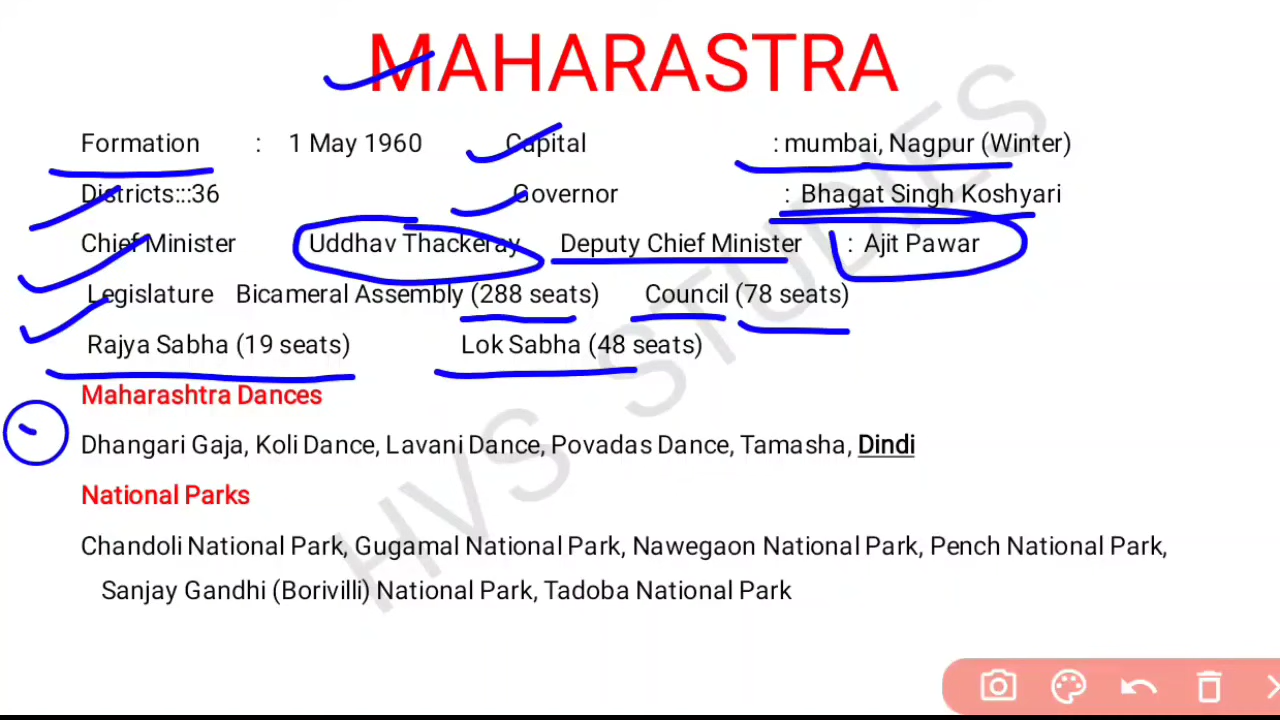 MAHARASTRA
Formation : 1 May 1960 Capital : mumbai, Nagpur (Winter)
Districts:::36 Governor : Bhagat Singh Koshyari
Chief Minister Uddhav Thackeray Deputy Chief Minister : Ajit Pawar
Legislature Bicameral Assembly (288 seats) Council (78 seats)
Rajya Sabha (19 seats) Lok Sabha (48 seats)
Maharashtra Dances
Dhangari Gaja, Koli Dance, Lavani Dance, Povadas Dance, Tamasha, Dindi
National Parks
Chandoli National Park, Gugamal National Park, Nawegaon National Park, Pench National Park,
Sanjay Gandhi (Borivilli) National Park, Tadoba National Park
HVS STUDIES